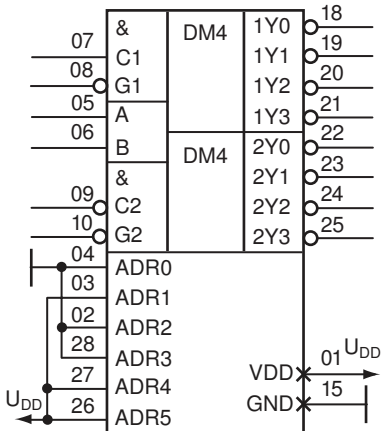 & DM4 1Y0 18
07 C1 1Y1 19
08 G1 1Y2 20
05 A 1Y3 21
06 B DM4 2Y0 22
& 2Y1 23
09 C2 2Y2 24
10 G2 2Y3 25
04 ADR0
03 ADR1
02 ADR2
28 ADR3
27 ADR4 VDD 01 UDD
UDD 26 ADR5 GND 15